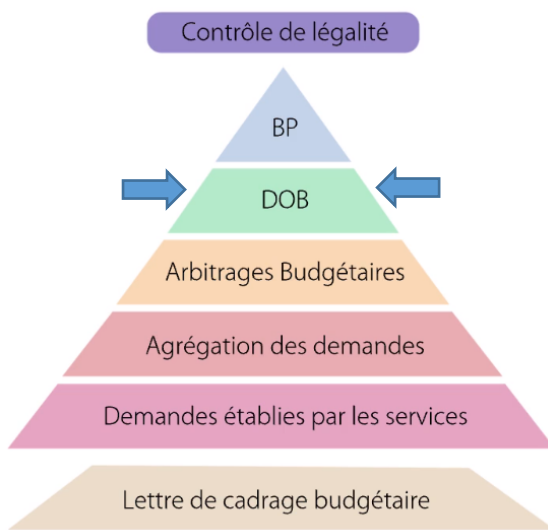 Contrôle de légalité
BP
DOB
Arbitrages Budgétaires
Agrégation des demandes
Demandes établies par les services
Lettre de cadrage budgétaire